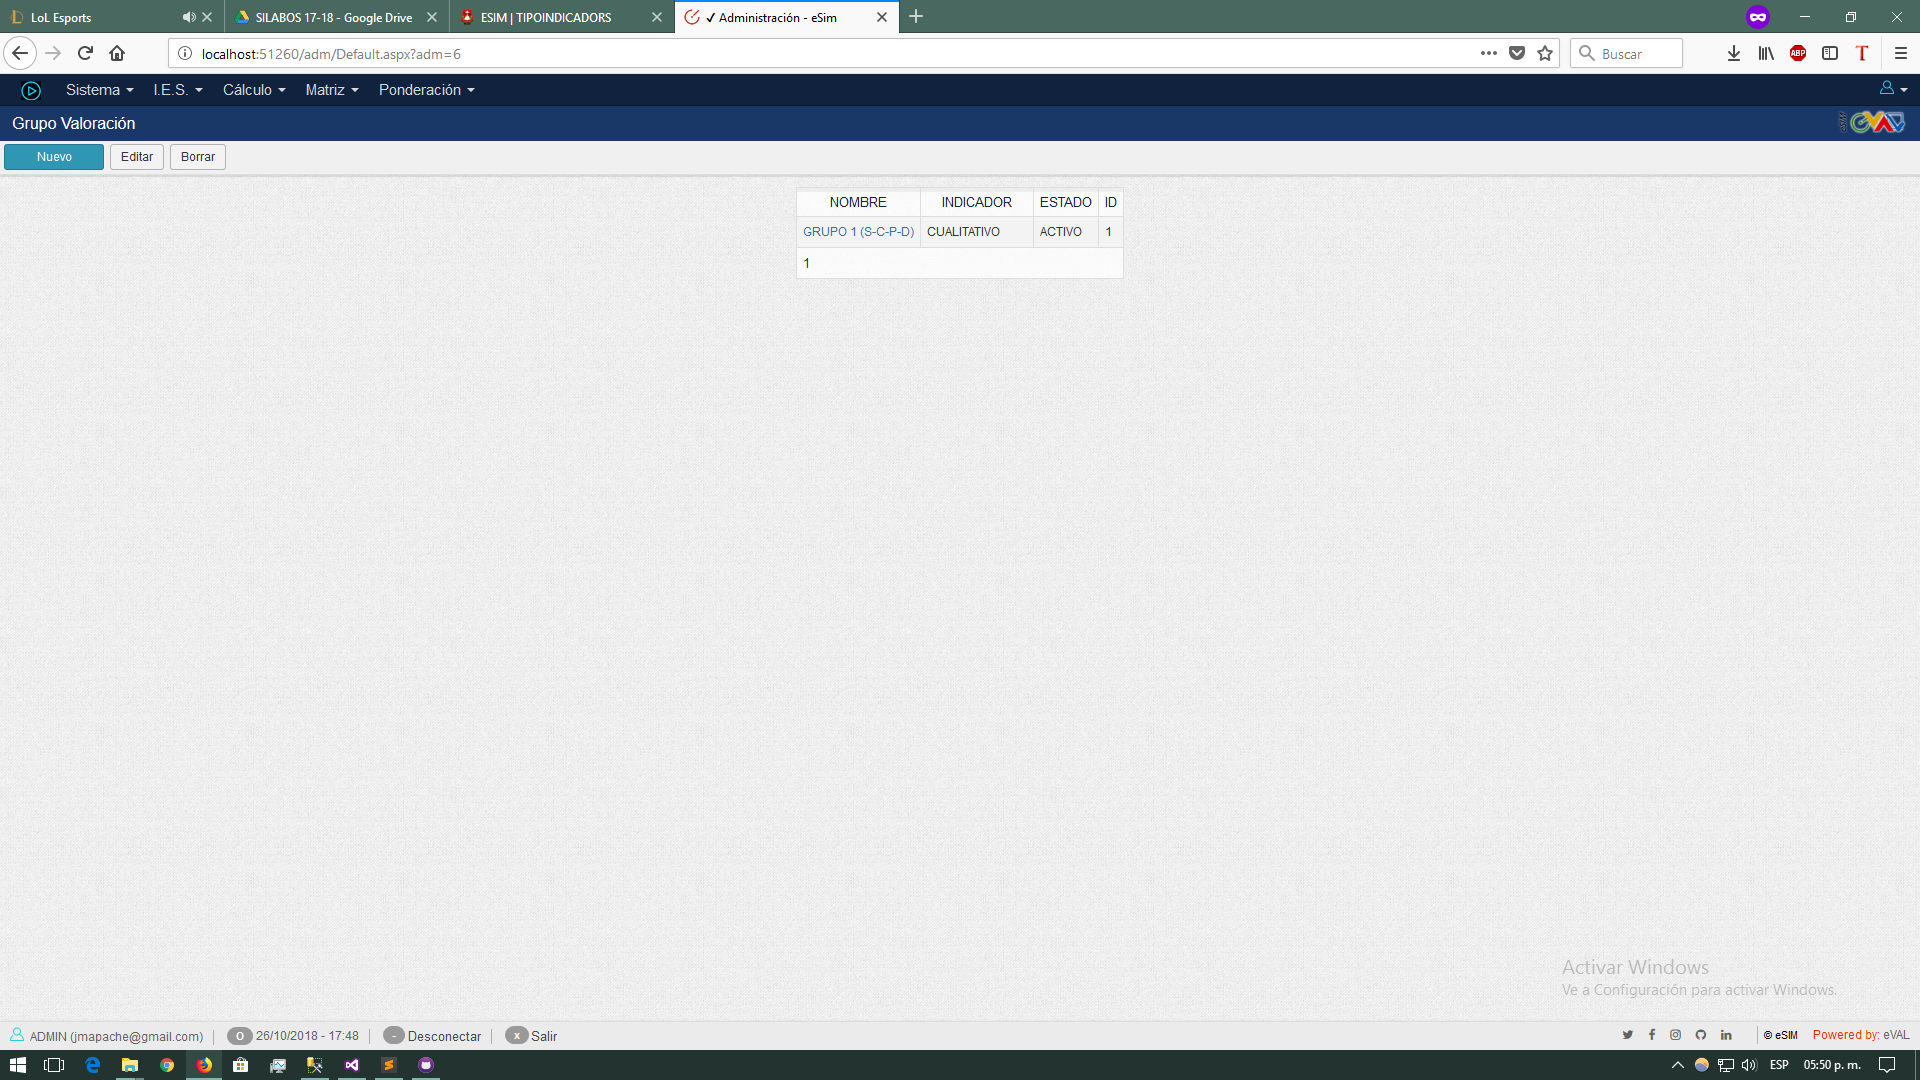 LoL Esports
SILABOS 17-18 - Google Drive
ESIM | TIPOINDICADORS
✓ Administración - eSim
localhost:51260/adm/Default.aspx?adm=6
Buscar
ABP
T
Sistema
I.E.S.
Cálculo
Matriz
Ponderación
Grupo Valoración
Nuevo
Editar
Borrar
NOMBRE INDICADOR ESTADO ID
GRUPO 1 (S-C-P-D) CUALITATIVO ACTIVO 1
1
Activar Windows
Ve a Configuración para activar Windows.
ADMIN (jmapache@gmail.com)
O 26/10/2018 - 17:48
- Desconectar
x Salir
© eSIM
Powered by: eVAL
ESP
05:50 p. m.